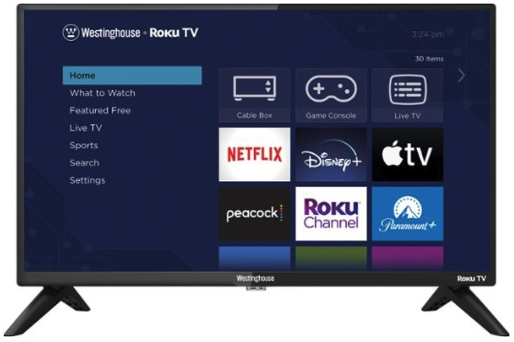 W Westinghouse • Roku TV
3:24 pm
30 Items
Home
What to Watch
Featured Free
Live TV
Sports
Search
Settings
Cable Box
Game Console
Live TV
NETFLIX
Disney+
tv
peacock
Roku Channel
Paramount+
Westinghouse
Roku TV